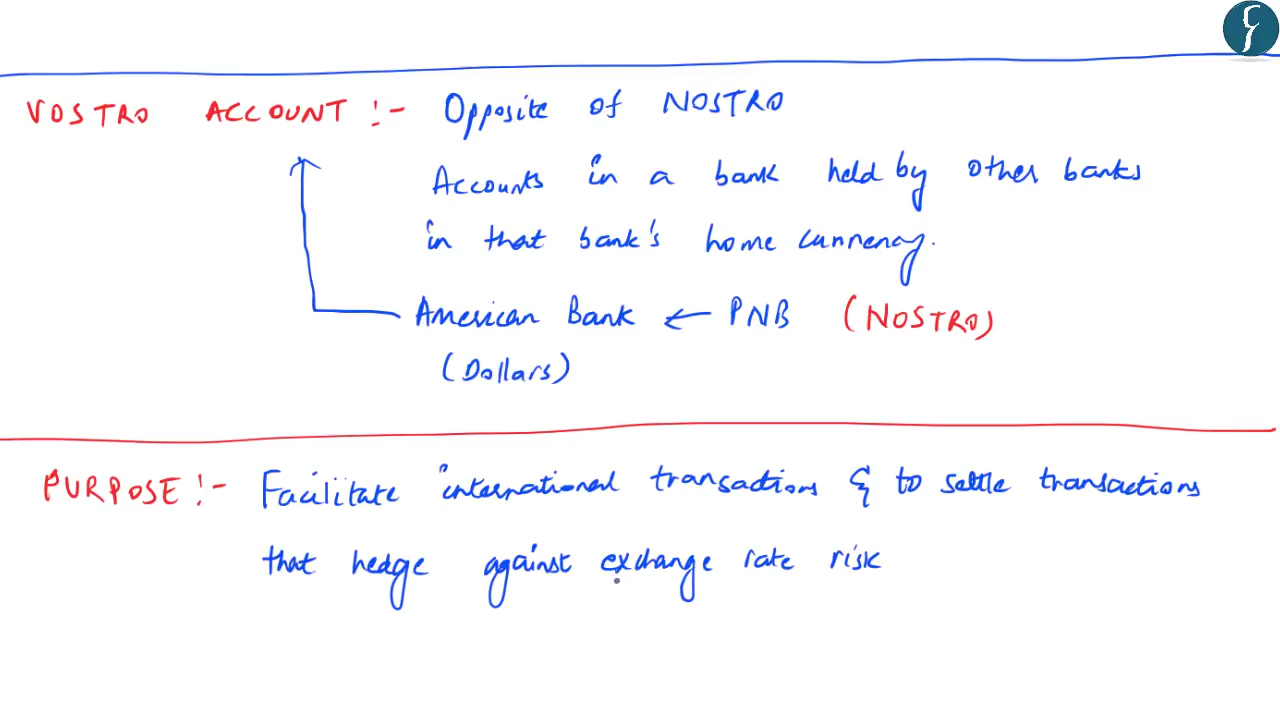 VOSTRO ACCOUNT :- Opposite of NOSTRO
Accounts in a bank held by other banks
in that bank's home currency.
American Bank ← PNB (NOSTRO)
(Dollars)
PURPOSE :- Facilitate international transactions & to settle transactions
that hedge against exchange rate risk